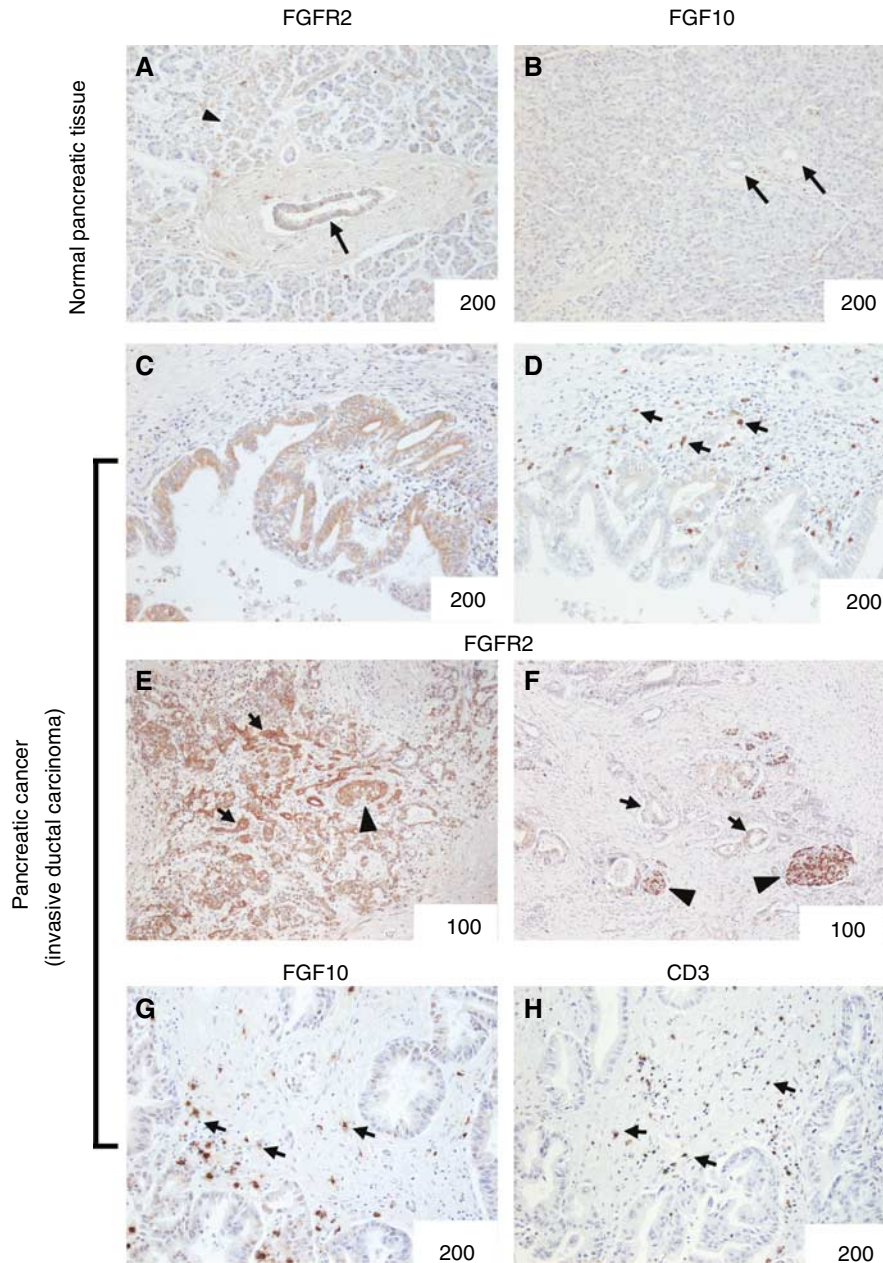 FGFR2
FGF10
Normal pancreatic tissue
A
B
200
200
Pancreatic cancer
(invasive ductal carcinoma)
C
D
200
200
FGFR2
E
F
100
100
FGF10
CD3
G
H
200
200